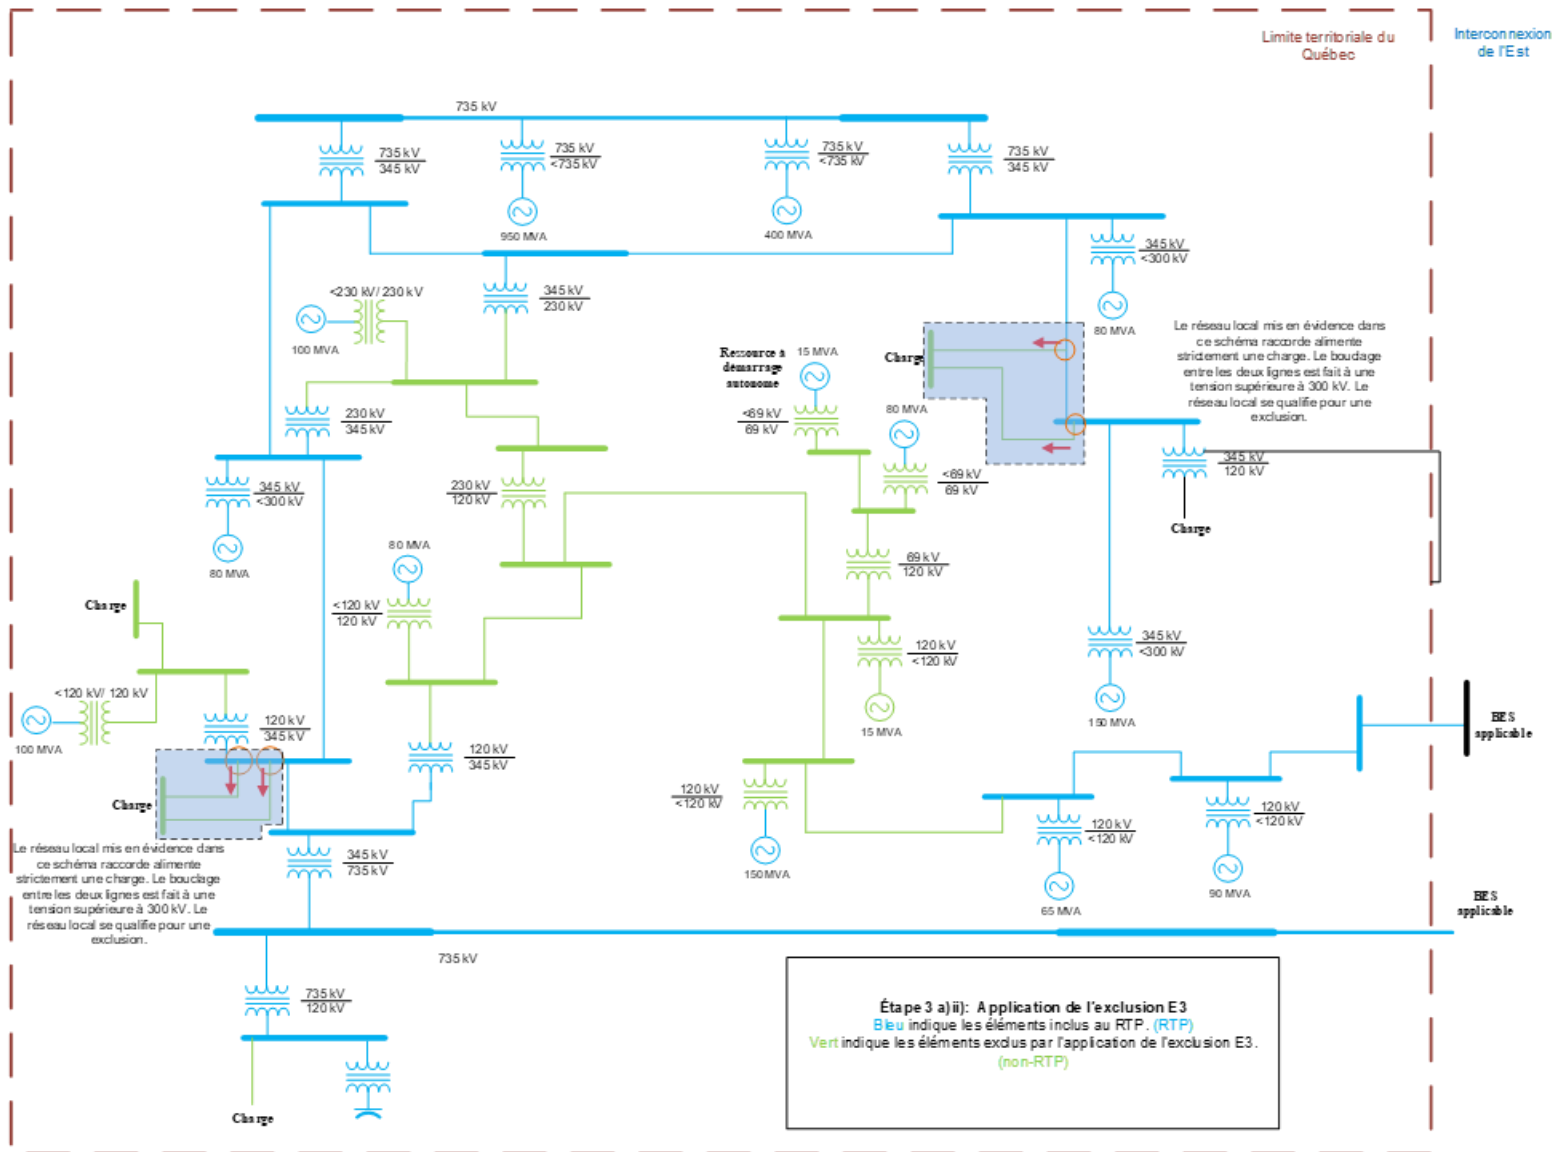 Limite territoriale du
Québec
Interconnexion
de l'Est
735 kV
735 kV
345 kV
735 kV
<735 kV
735 kV
<735 kV
735 kV
345 kV
950 MVA
400 MVA
345 kV
<300 kV
80 MVA
<230 kV/ 230 kV
100 MVA
345 kV
230 kV
Ressource à
démarrage
autonome
15 MVA
<69 kV
69 kV
80 MVA
<69 kV
69 kV
Charge
Le réseau local mis en évidence dans
ce schéma raccorde alimente
strictement une charge. Le bouclage
entre les deux lignes est fait à une
tension supérieure à 300 kV. Le
réseau local se qualifie pour une
exclusion.
230 kV
345 kV
345 kV
<300 kV
80 MVA
230 kV
120 kV
345 kV
120 kV
Charge
80 MVA
<120 kV
120 kV
69 kV
120 kV
Charge
120 kV
<120 kV
15 MVA
345 kV
<300 kV
150 MVA
<120 kV/ 120 kV
100 MVA
120 kV
345 kV
120 kV
345 kV
BES
applicable
Charge
120 kV
<120 kV
150 MVA
120 kV
<120 kV
65 MVA
120 kV
<120 kV
90 MVA
Le réseau local mis en évidence dans
ce schéma raccorde alimente
strictement une charge. Le bouclage
entre les deux lignes est fait à une
tension supérieure à 300 kV. Le
réseau local se qualifie pour une
exclusion.
345 kV
735 kV
BES
applicable
735 kV
735 kV
120 kV
Charge
Étape 3 a)ii): Application de l'exclusion E3
Bleu indique les éléments inclus au RTP. (RTP)
Vert indique les éléments exclus par l'application de l'exclusion E3.
(non-RTP)